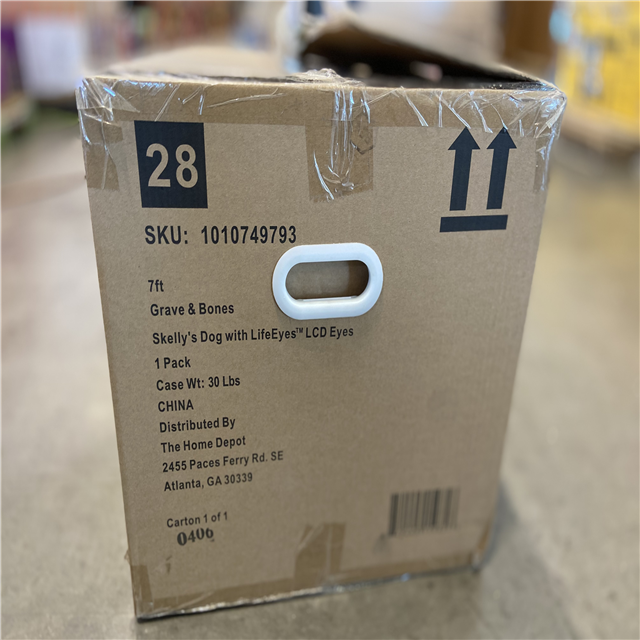 28
SKU: 1010749793
7ft
Grave & Bones
Skelly's Dog with LifeEyes™ LCD Eyes
1 Pack
Case Wt: 30 Lbs
CHINA
Distributed By
The Home Depot
2455 Paces Ferry Rd. SE
Atlanta, GA 30339
Carton 1 of 1
0406